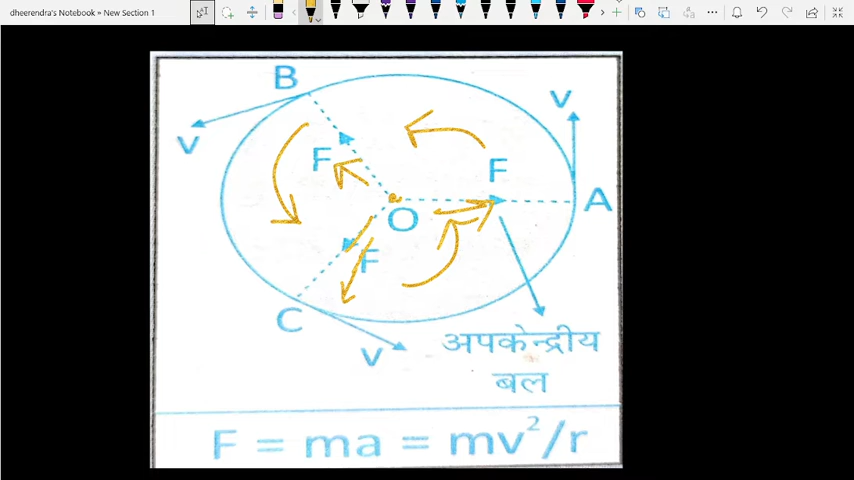 dheerendra's Notebook » New Section 1
B
v
v
F
F
A
O
F
C
v
अपकेन्द्रीय
बल
F = ma = mv²/r